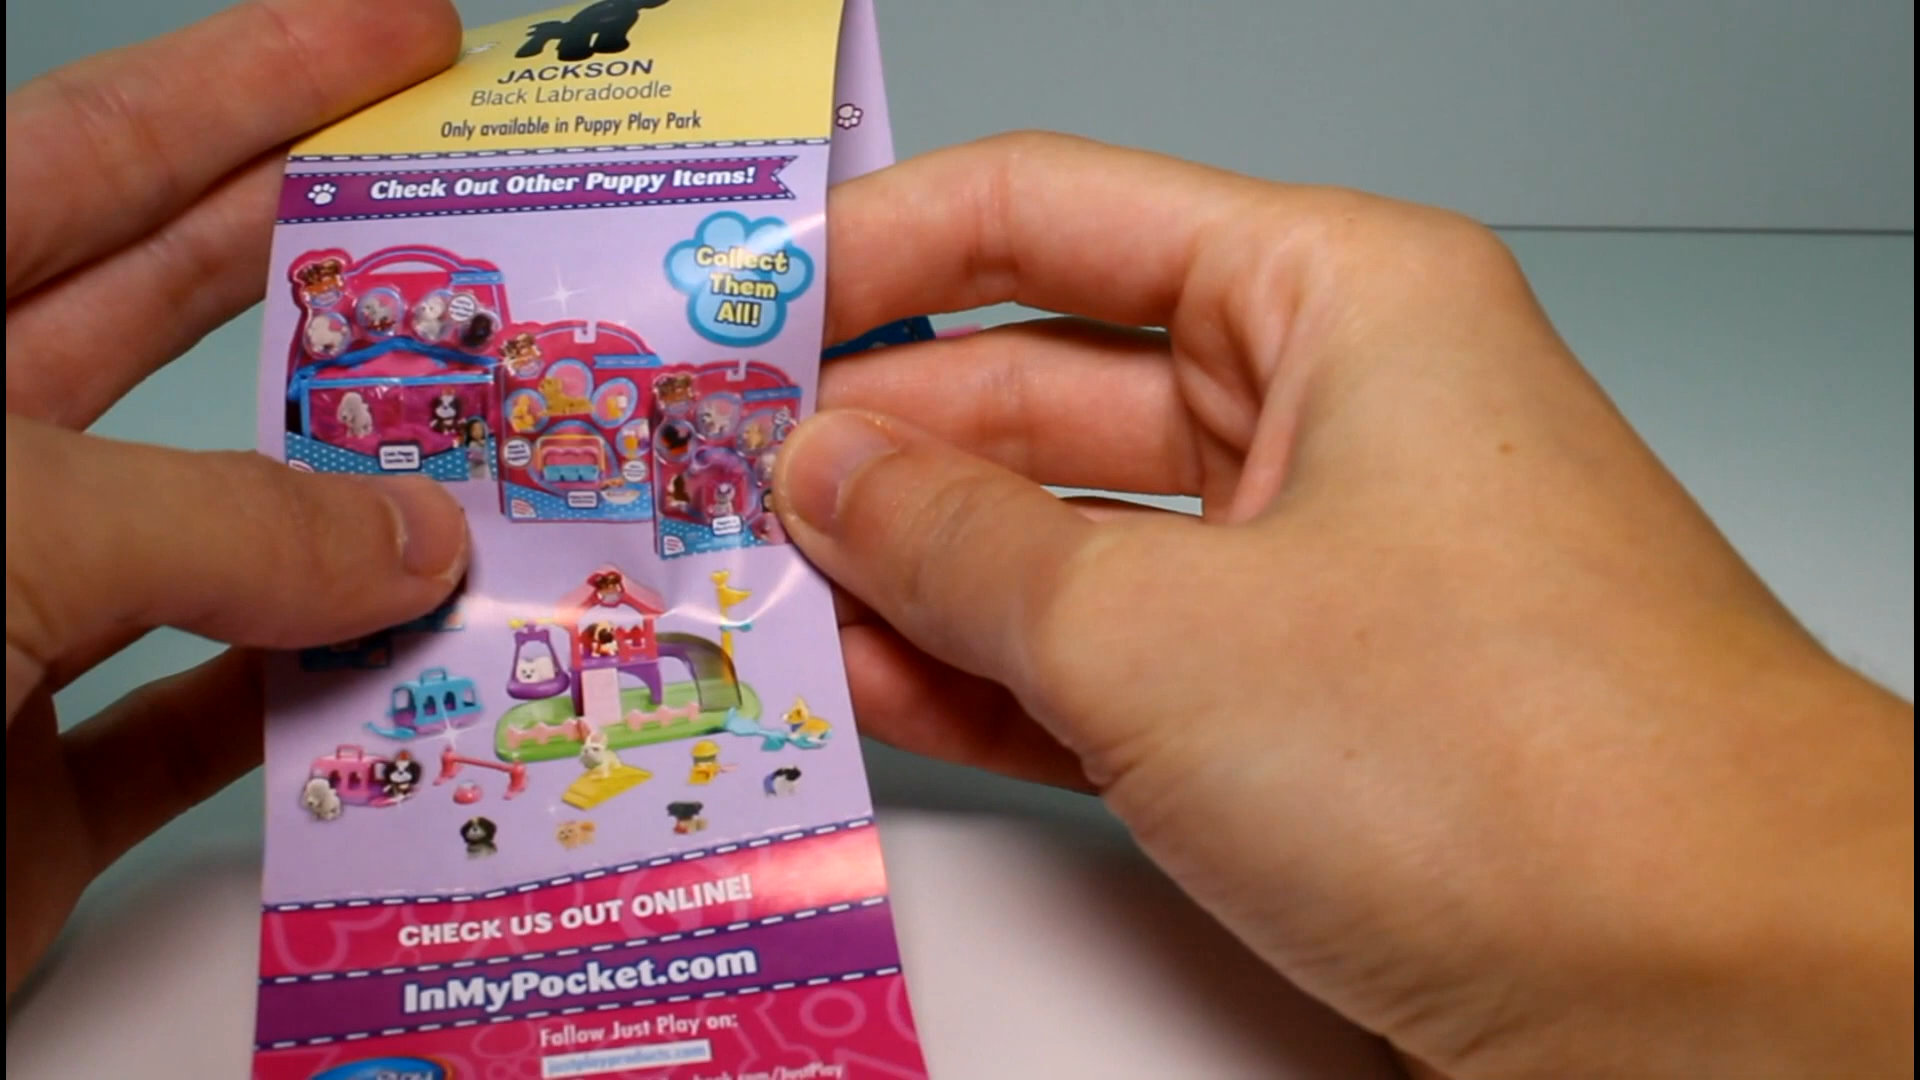 JACKSON
Black Labradoodle
Only available in Puppy Play Park
Check Out Other Puppy Items!
Collect
Them
All!
CHECK US OUT ONLINE!
InMyPocket.com
Follow Just Play on:
justplayproducts.com